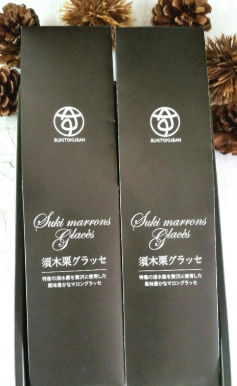 SUKITOKUSAN
Suki marrons
Glacés
須木栗グラッセ
特産の須木栗を贅沢に使用した
風味豊かなマロングラッセ
SUKITOKUSAN
Suki marrons
Glacés
須木栗グラッセ
特産の須木栗を贅沢に使用した
風味豊かなマロングラッセ